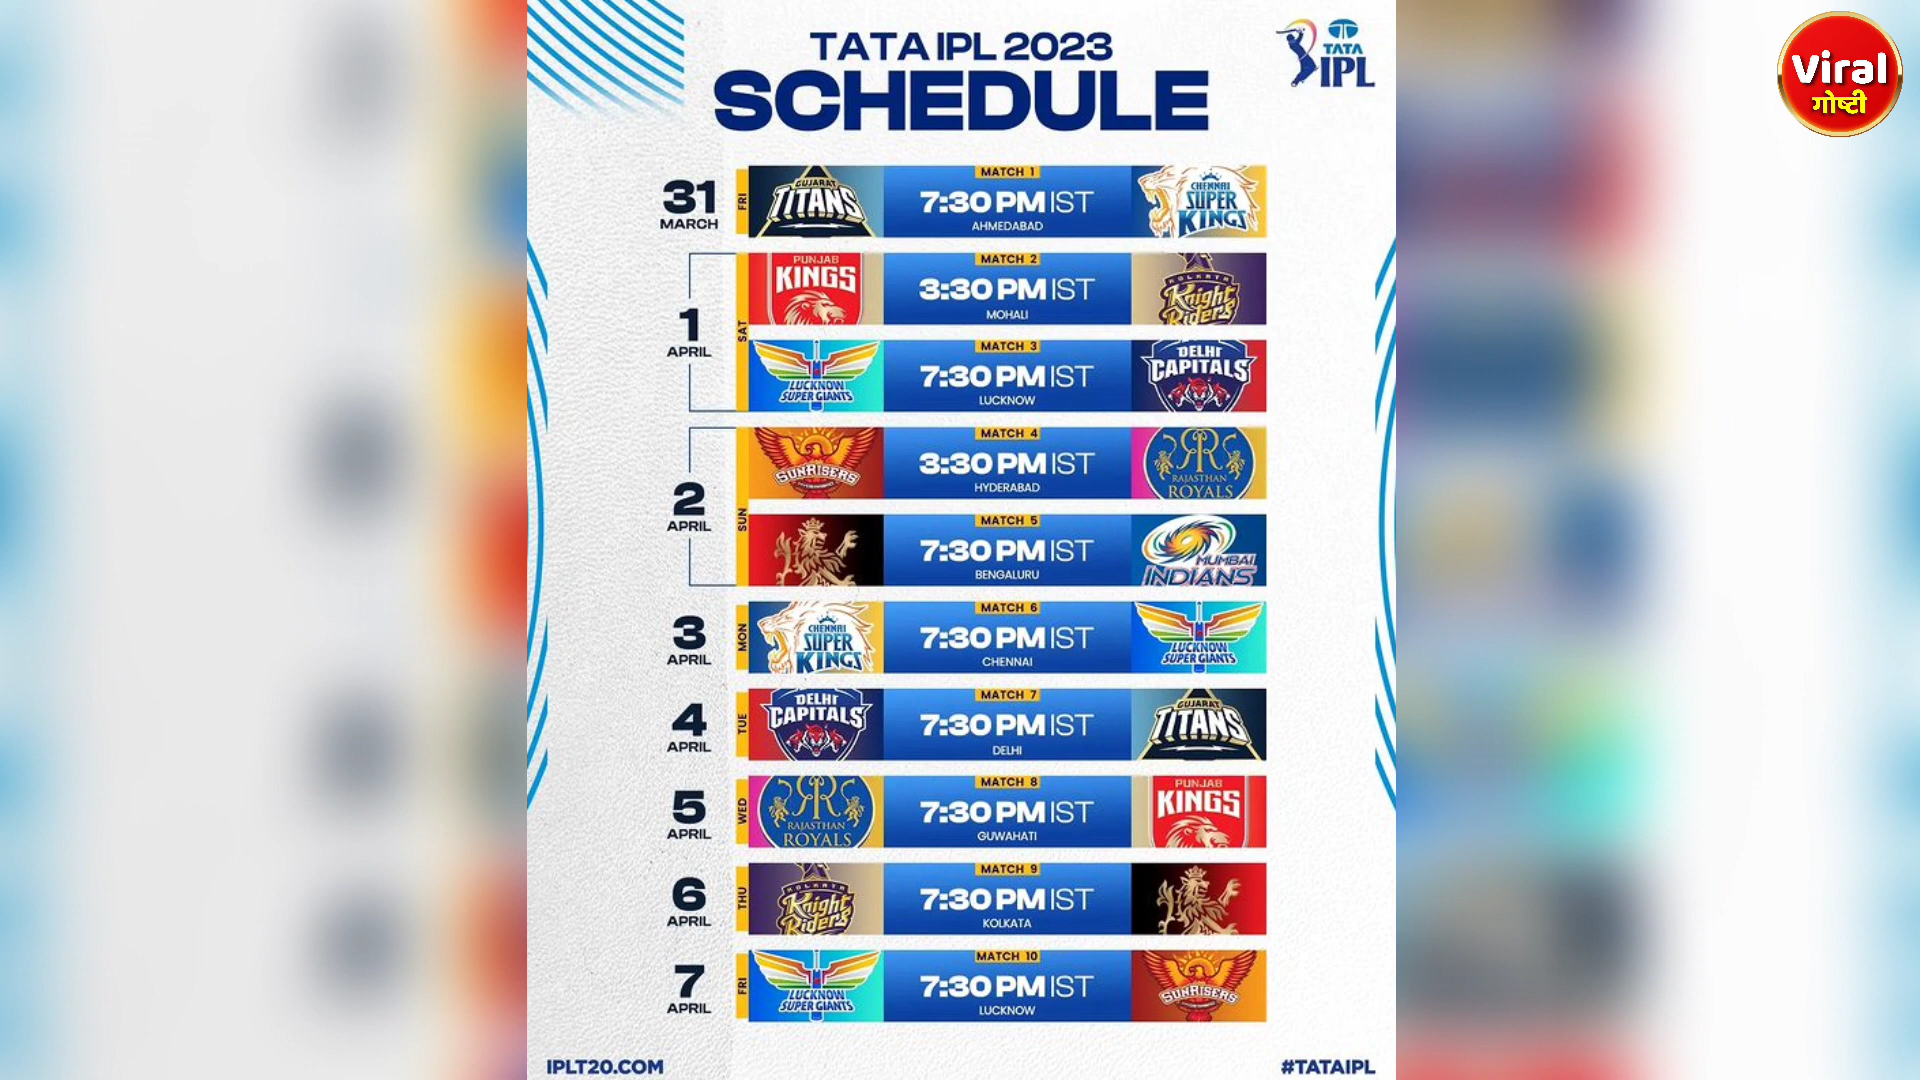 TATA IPL 2023
SCHEDULE
TATA
IPL
Viral
गोष्टी
31
MARCH
FRI
GUJARAT
TITANS
MATCH 1
7:30 PM IST
AHMEDABAD
CHENNAI
SUPER
KINGS
1
APRIL
SAT
PUNJAB
KINGS
MATCH 2
3:30 PM IST
MOHALI
KOLKATA
Knight
Riders
LUCKNOW
SUPER GIANTS
MATCH 3
7:30 PM IST
LUCKNOW
DELHI
CAPITALS
2
APRIL
SUN
SUNRISERS
MATCH 4
3:30 PM IST
HYDERABAD
RR
RAJASTHAN
ROYALS
MATCH 5
7:30 PM IST
BENGALURU
MUMBAI
INDIANS
3
APRIL
MON
CHENNAI
SUPER
KINGS
MATCH 6
7:30 PM IST
CHENNAI
LUCKNOW
SUPER GIANTS
4
APRIL
TUE
DELHI
CAPITALS
MATCH 7
7:30 PM IST
DELHI
GUJARAT
TITANS
5
APRIL
WED
RR
RAJASTHAN
ROYALS
MATCH 8
7:30 PM IST
GUWAHATI
PUNJAB
KINGS
6
APRIL
THU
KOLKATA
Knight
Riders
MATCH 9
7:30 PM IST
KOLKATA
7
APRIL
FRI
LUCKNOW
SUPER GIANTS
MATCH 10
7:30 PM IST
LUCKNOW
SUNRISERS
IPLT20.COM
#TATAIPL